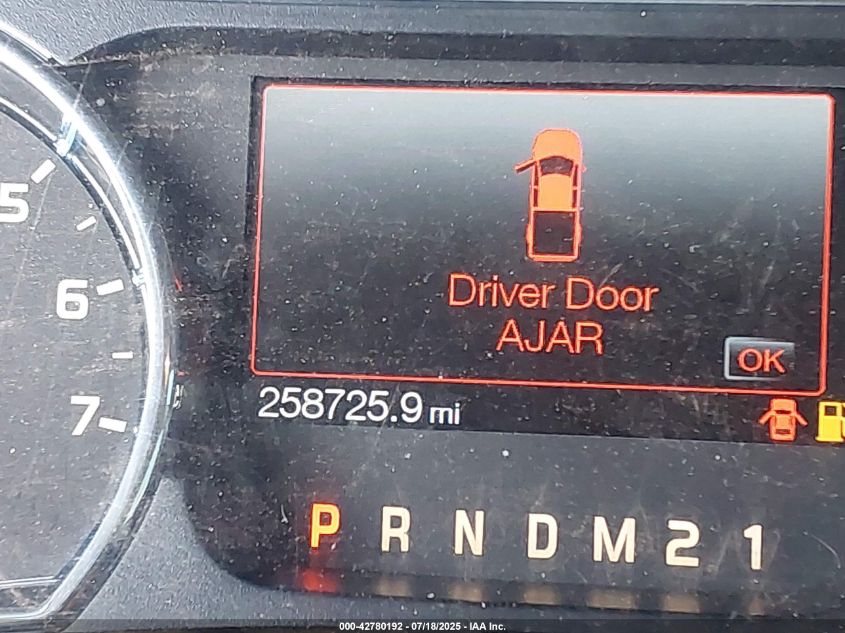 5
6
7
Driver Door
AJAR
OK
258725.9 mi
P R N D M 2 1
000-42780192 - 07/18/2025 - IAA Inc.